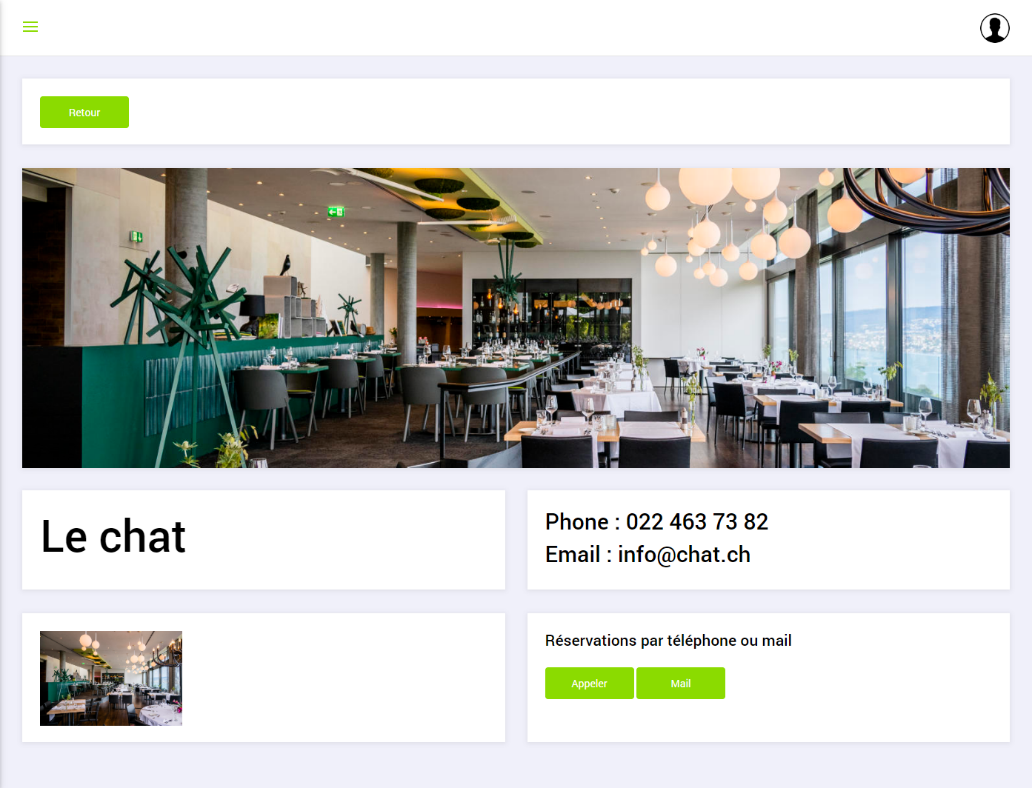 Retour
Le chat
Phone : 022 463 73 82
Email : info@chat.ch
Réservations par téléphone ou mail
Appeler
Mail